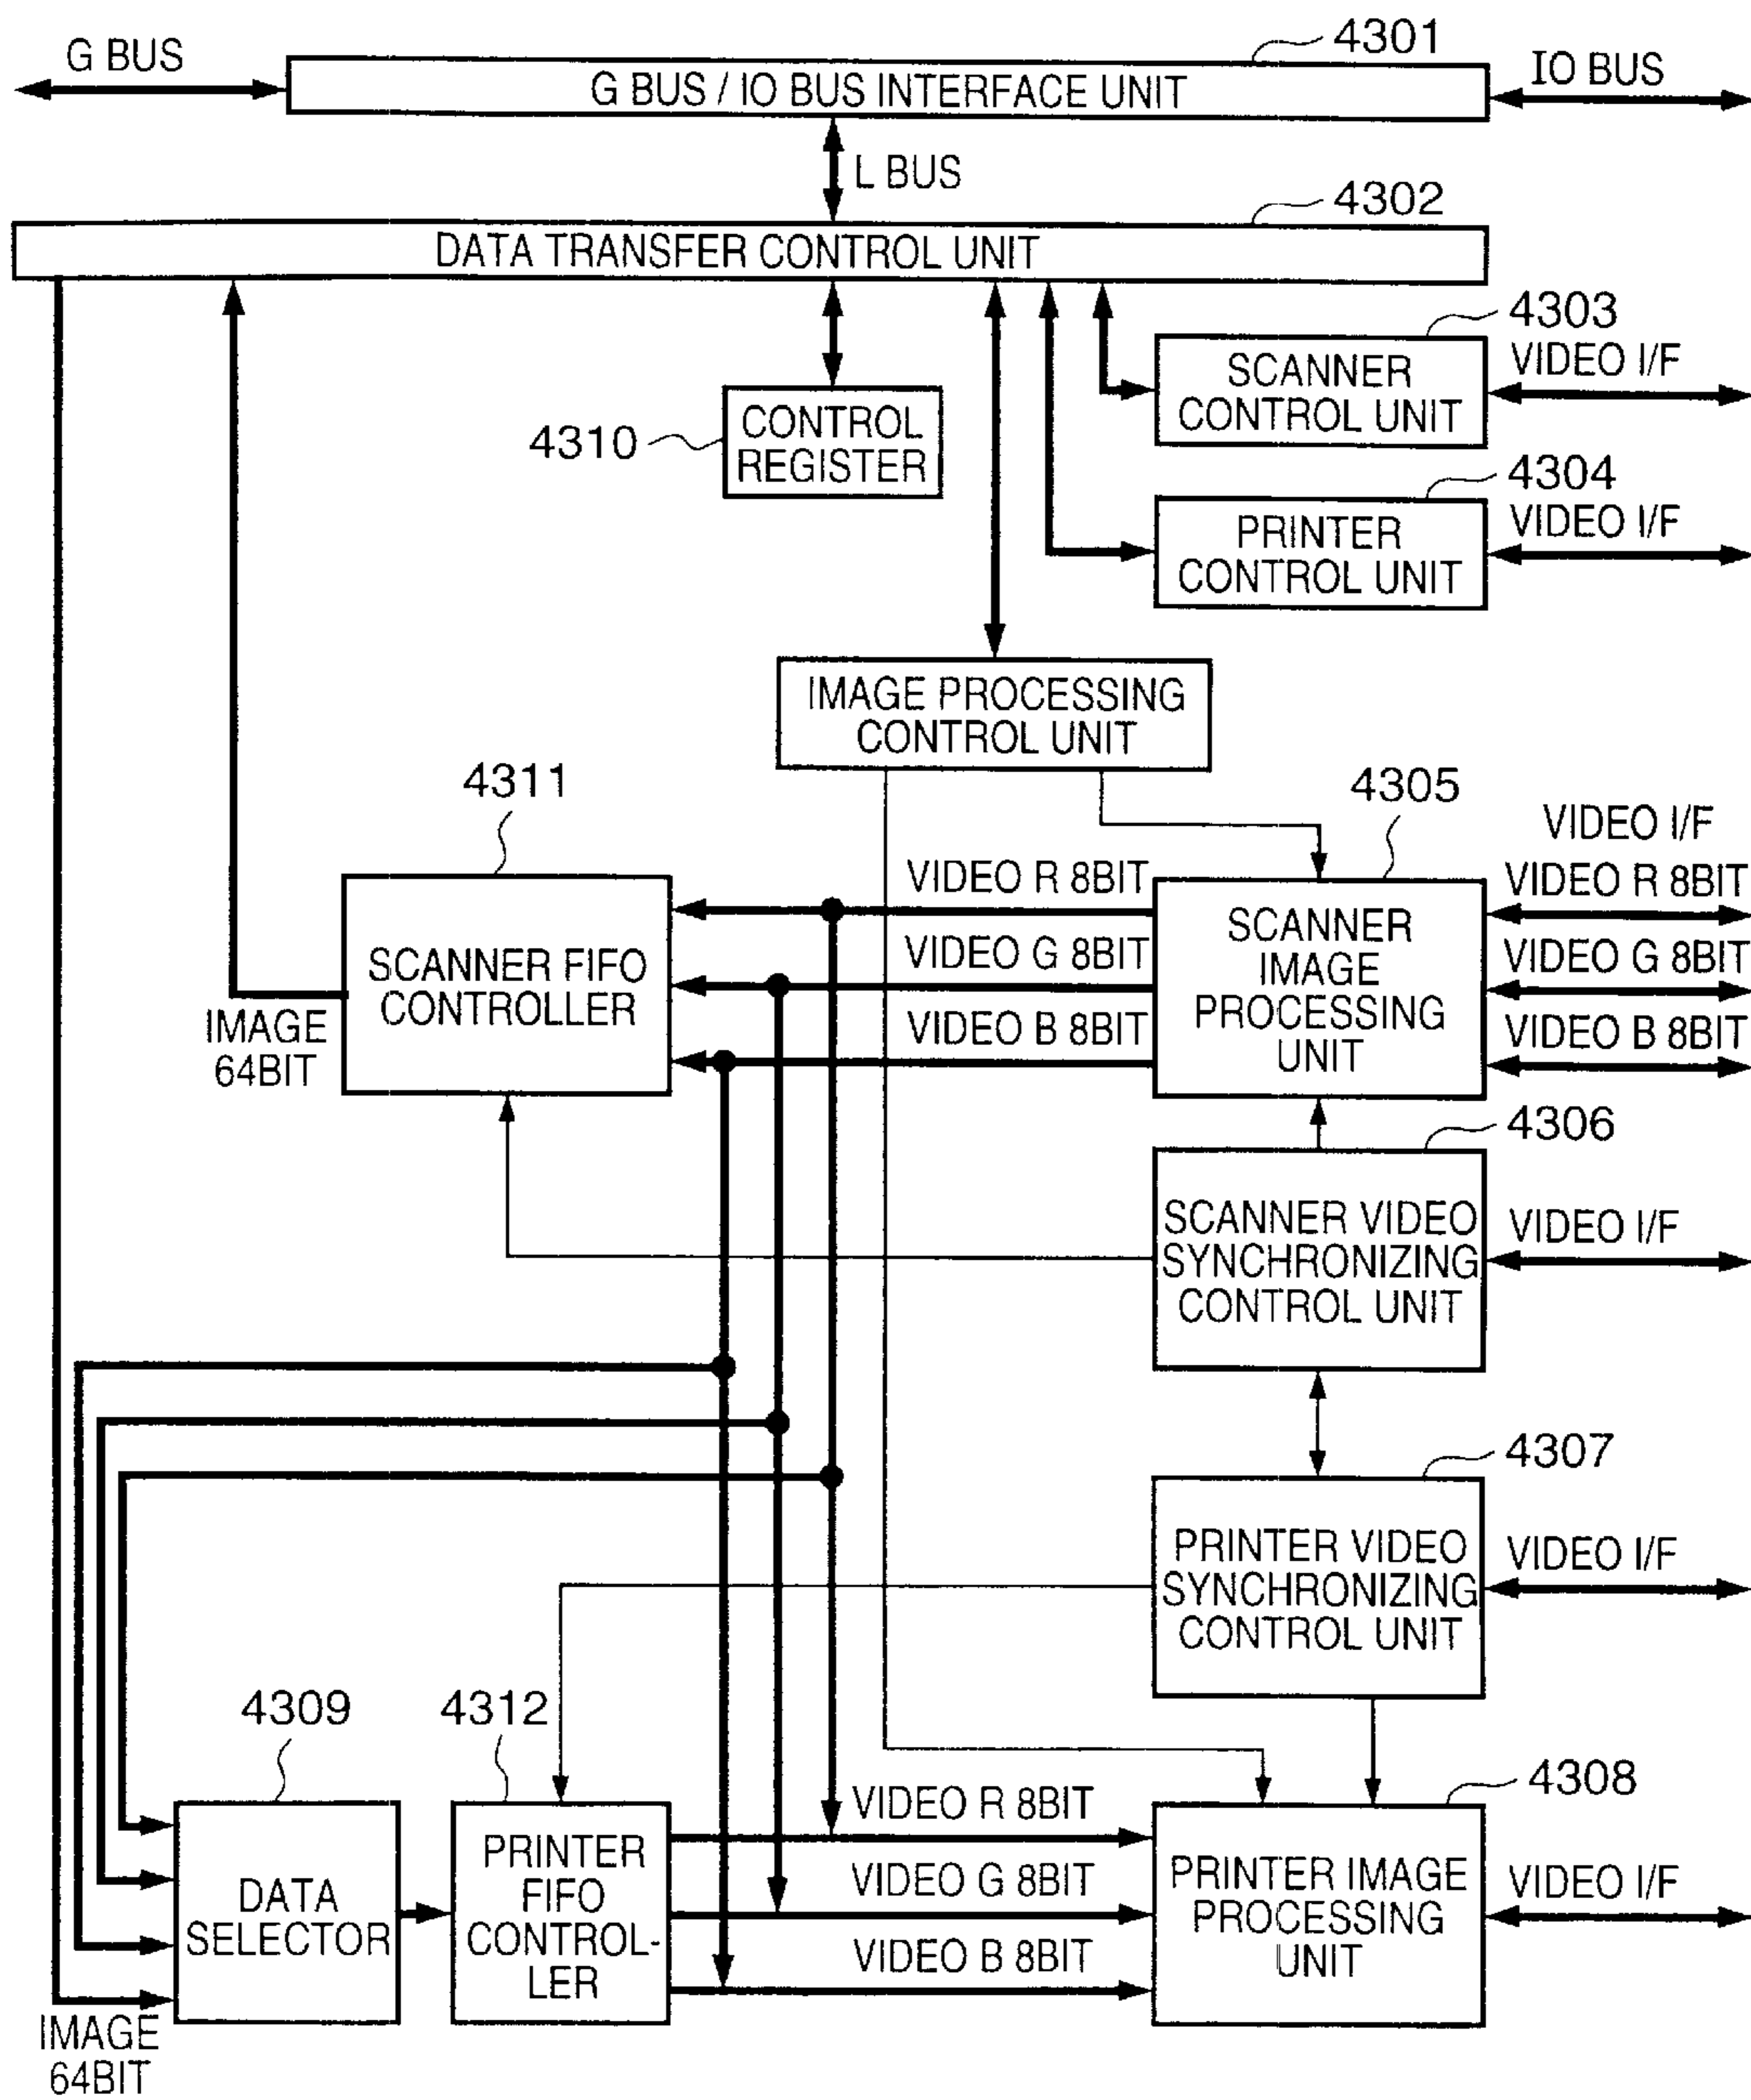 G BUS
4301
G BUS / IO BUS INTERFACE UNIT
IO BUS
L BUS
4302
DATA TRANSFER CONTROL UNIT
4303
VIDEO I/F
SCANNER
CONTROL UNIT
4310
CONTROL
REGISTER
4304
VIDEO I/F
PRINTER
CONTROL UNIT
IMAGE PROCESSING
CONTROL UNIT
4311
4305
VIDEO I/F
VIDEO R 8BIT
VIDEO R 8BIT
SCANNER FIFO
CONTROLLER
VIDEO G 8BIT
SCANNER
IMAGE
PROCESSING
UNIT
VIDEO G 8BIT
IMAGE
64BIT
VIDEO B 8BIT
VIDEO B 8BIT
4306
SCANNER VIDEO
SYNCHRONIZING
CONTROL UNIT
VIDEO I/F
4307
PRINTER VIDEO
SYNCHRONIZING
CONTROL UNIT
VIDEO I/F
4309
4312
4308
VIDEO R 8BIT
DATA
SELECTOR
PRINTER
FIFO
CONTROL-
LER
VIDEO G 8BIT
PRINTER IMAGE
PROCESSING
UNIT
VIDEO I/F
VIDEO B 8BIT
IMAGE
64BIT